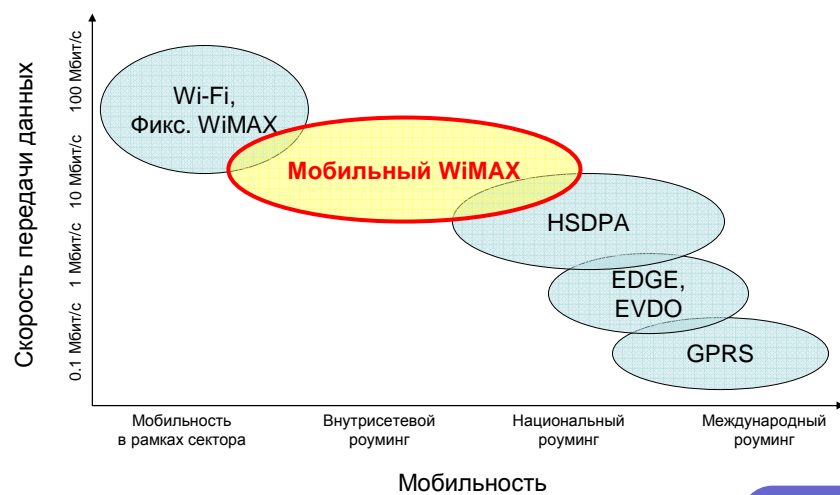 Скорость передачи данных
100 Мбит/с
10 Мбит/с
1 Мбит/с
0.1 Мбит/с
Wi-Fi,
Фикс. WiMAX
Мобильный WiMAX
HSDPA
EDGE,
EVDO
GPRS
Мобильность
в рамках сектора
Внутрисетевой
роуминг
Национальный
роуминг
Международный
роуминг
Мобильность